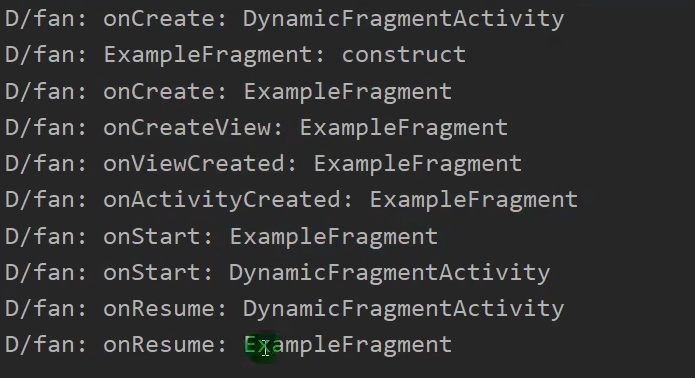 D/fan: onCreate: DynamicFragmentActivity
D/fan: ExampleFragment: construct
D/fan: onCreate: ExampleFragment
D/fan: onCreateView: ExampleFragment
D/fan: onViewCreated: ExampleFragment
D/fan: onActivityCreated: ExampleFragment
D/fan: onStart: ExampleFragment
D/fan: onStart: DynamicFragmentActivity
D/fan: onResume: DynamicFragmentActivity
D/fan: onResume: ExampleFragment